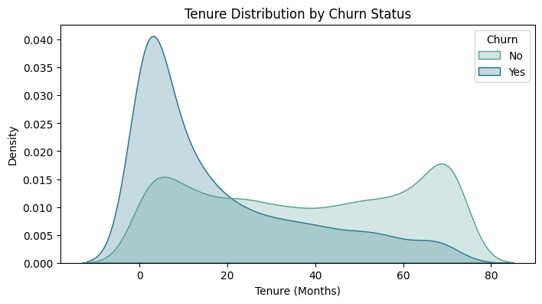 Tenure Distribution by Churn Status
Churn
No
Yes
0.040
0.035
0.030
0.025
0.020
0.015
0.010
0.005
0.000
Density
0 20 40 60 80
Tenure (Months)